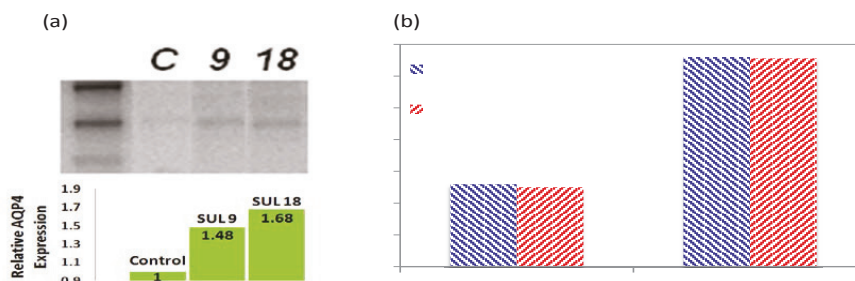 (a)
(b)
C 9 18
Relative AQP4
Expression
1.9
1.7
1.5
1.3
1.1
0.9
SUL 18
1.68
SUL 9
1.48
Control
1